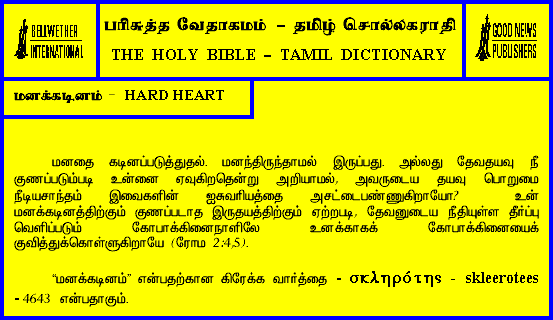 BELLWETHER
INTERNATIONAL
பரிசுத்த வேதாகமம் – தமிழ் சொல்லகராதி
THE HOLY BIBLE – TAMIL DICTIONARY
GOOD NEWS
PUBLISHERS
மனக்கடினம் – HARD HEART
மனதை கடினப்படுத்துதல். மனந்திருந்தாமல் இருப்பது. அல்லது தேவதயவு நீ
குணப்படும்படி உன்னை ஏவுகிறதென்று அறியாமல், அவருடைய தயவு பொறுமை
நீடியசாந்தம் இவைகளின் ஐசுவரியத்தை அசட்டைபண்ணுகிறாயோ? உன்
மனக்கடினத்திற்கும் குணப்படாத இருதயத்திற்கும் ஏற்றபடி, தேவனுடைய நீதியுள்ள தீர்ப்பு
வெளிப்படும் கோபாக்கினைநாளிலே உனக்காகக் கோபாக்கினையைக்
குவித்துக்கொள்ளுகிறாயே (ரோம 2:4,5).
“மனக்கடினம்” என்பதற்கான கிரேக்க வார்த்தை - σκληρότης - skleerotees
- 4643 என்பதாகும்.